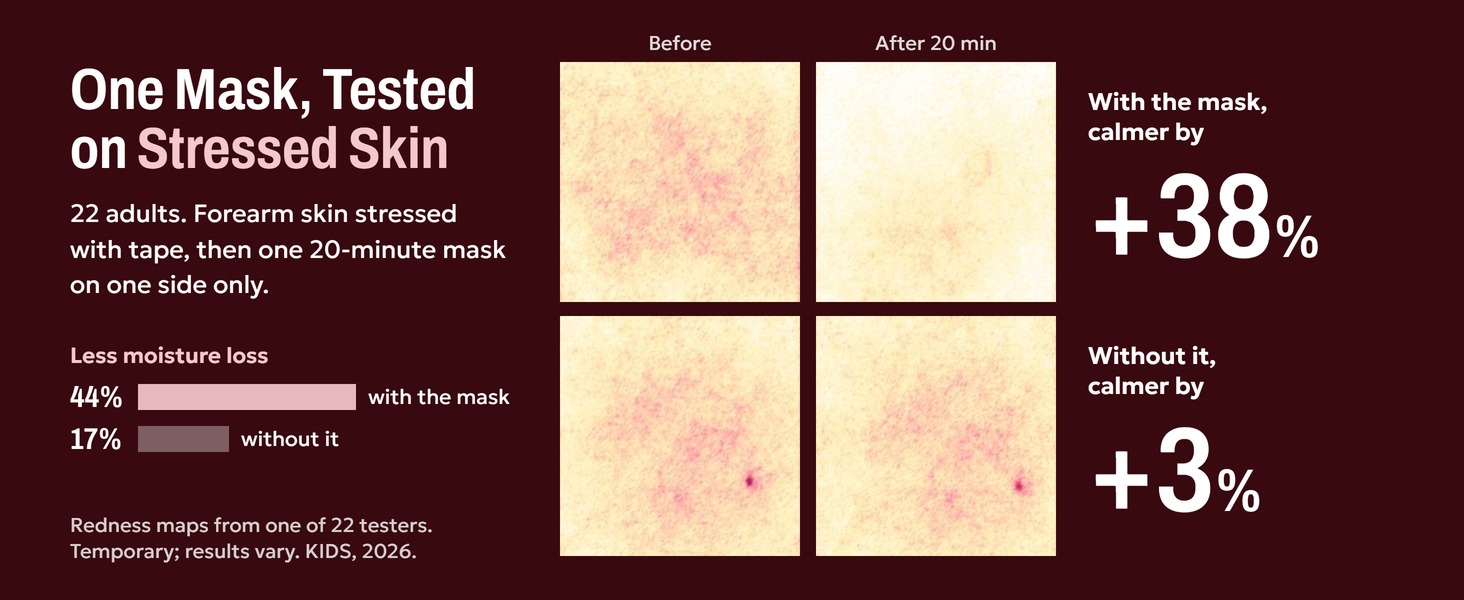 One Mask, Tested
on Stressed Skin
22 adults. Forearm skin stressed
with tape, then one 20-minute mask
on one side only.
Less moisture loss
44% with the mask
17% without it
Redness maps from one of 22 testers.
Temporary; results vary. KIDS, 2026.
Before
After 20 min
With the mask,
calmer by
+38%
Without it,
calmer by
+3%